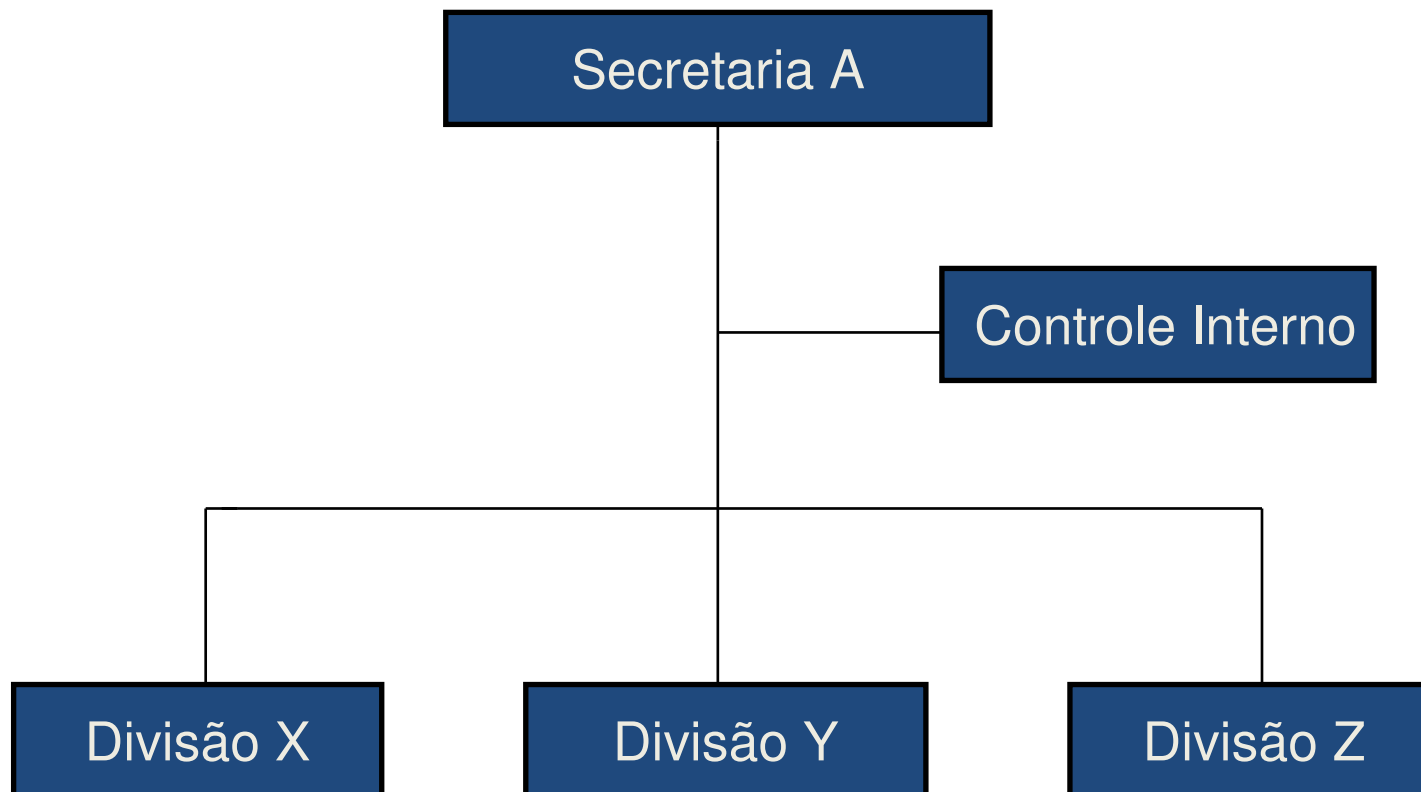 Secretaria A
Controle Interno
Divisão X
Divisão Y
Divisão Z